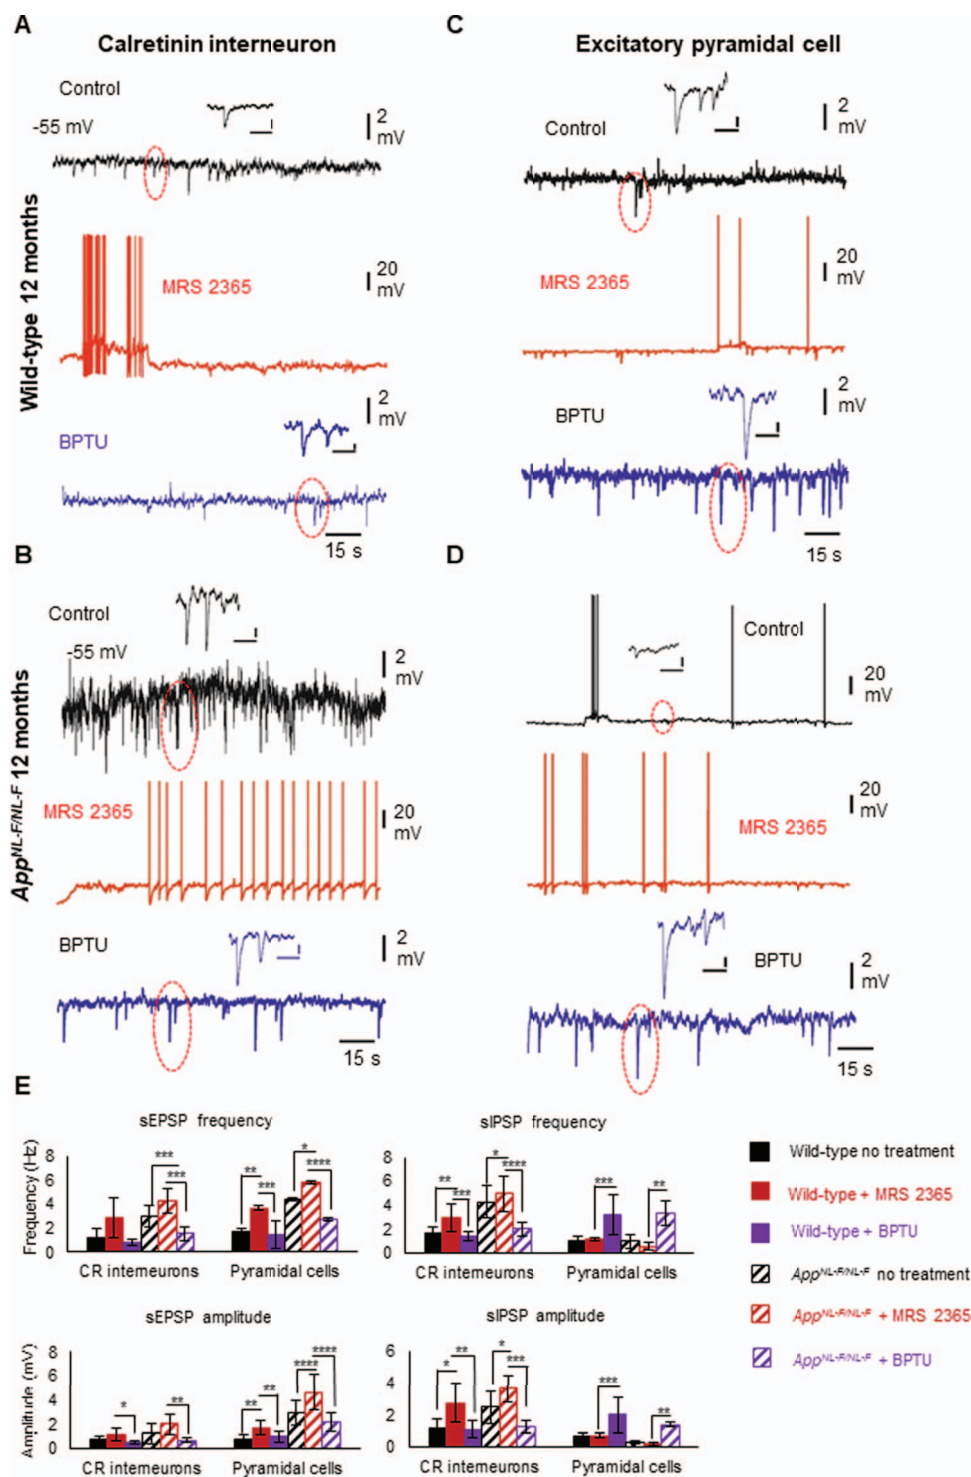 A
Calretinin interneuron
Control
-55 mV
2
mV
Wild-type 12 months
MRS 2365
20
mV
2
mV
BPTU
15 s
C
Excitatory pyramidal cell
Control
2
mV
MRS 2365
20
mV
BPTU
2
mV
15 s
B
Control
-55 mV
2
mV
App^NL-F/NL-F 12 months
MRS 2365
20
mV
BPTU
2
mV
15 s
D
Control
20
mV
20
mV
MRS 2365
BPTU
2
mV
15 s
E
sEPSP frequency
Frequency (Hz)
8
6
4
2
0
***
***
**
***
*
****
CR interneurons
Pyramidal cells
sIPSP frequency
8
6
4
2
0
**
***
*
****
***
**
CR interneurons
Pyramidal cells
sEPSP amplitude
Amplitude (mV)
8
6
4
2
0
*
**
**
**
****
****
CR interneurons
Pyramidal cells
sIPSP amplitude
6
4
2
0
*
**
*
***
***
**
CR interneurons
Pyramidal cells
Wild-type no treatment
Wild-type + MRS 2365
Wild-type + BPTU
App^NL-F/NL-F no treatment
App^NL-F/NL-F + MRS 2365
App^NL-F/NL-F + BPTU